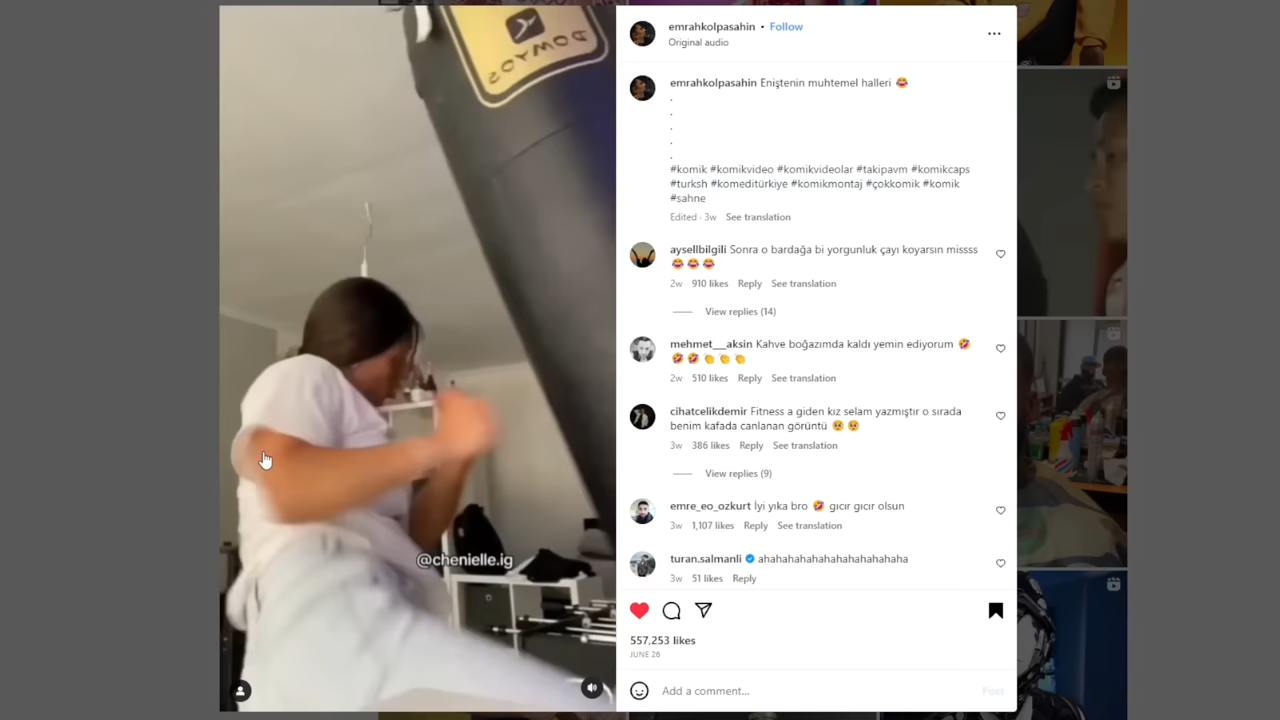 DOMYOS
@chenielle.ig
emrahkolpasahin • Follow
Original audio
emrahkolpasahin Eniştenin muhtemel halleri 😂
.
.
.
.
.
#komik #komikvideo #komikvideolar #takipavm #komikcaps
#turksh #komeditürkiye #komikmontaj #çokkomik #komik
#sahne
Edited · 3w See translation
aysellbilgili Sonra o bardağa bi yorgunluk çayı koyarsın missss
😂 😂 😂
2w 910 likes Reply See translation
View replies (14)
mehmet___aksin Kahve boğazımda kaldı yemin ediyorum 🤣
🤣 🤣 👏 👏 👏
2w 510 likes Reply See translation
cihatcelikdemir Fitness a giden kız selam yazmıştır o sırada
benim kafada canlanan görüntü 🥺 🥺
3w 386 likes Reply See translation
View replies (9)
emre_eo_ozkurt İyi yıka bro 🤣 gıcır gıcır olsun
3w 1,107 likes Reply See translation
turan.salmanli ahahahahahahahahahahaha
3w 51 likes Reply
557,253 likes
JUNE 26
Add a comment...
Post